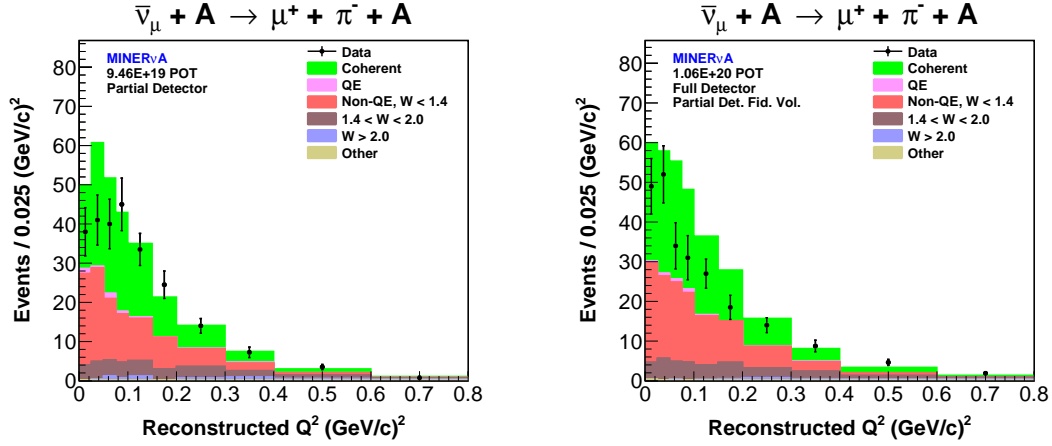 ν̅μ + A → μ+ + π- + A
MINERνA
9.46E+19 POT
Partial Detector
Data
Coherent
QE
Non-QE, W < 1.4
1.4 < W < 2.0
W > 2.0
Other
Events / 0.025 (GeV/c)²
80
70
60
50
40
30
20
10
0
0 0.1 0.2 0.3 0.4 0.5 0.6 0.7 0.8
Reconstructed Q² (GeV/c)²
ν̅μ + A → μ+ + π- + A
MINERνA
1.06E+20 POT
Full Detector
Partial Det. Fid. Vol.
Data
Coherent
QE
Non-QE, W < 1.4
1.4 < W < 2.0
W > 2.0
Other
Events / 0.025 (GeV/c)²
80
70
60
50
40
30
20
10
0
0 0.1 0.2 0.3 0.4 0.5 0.6 0.7 0.8
Reconstructed Q² (GeV/c)²